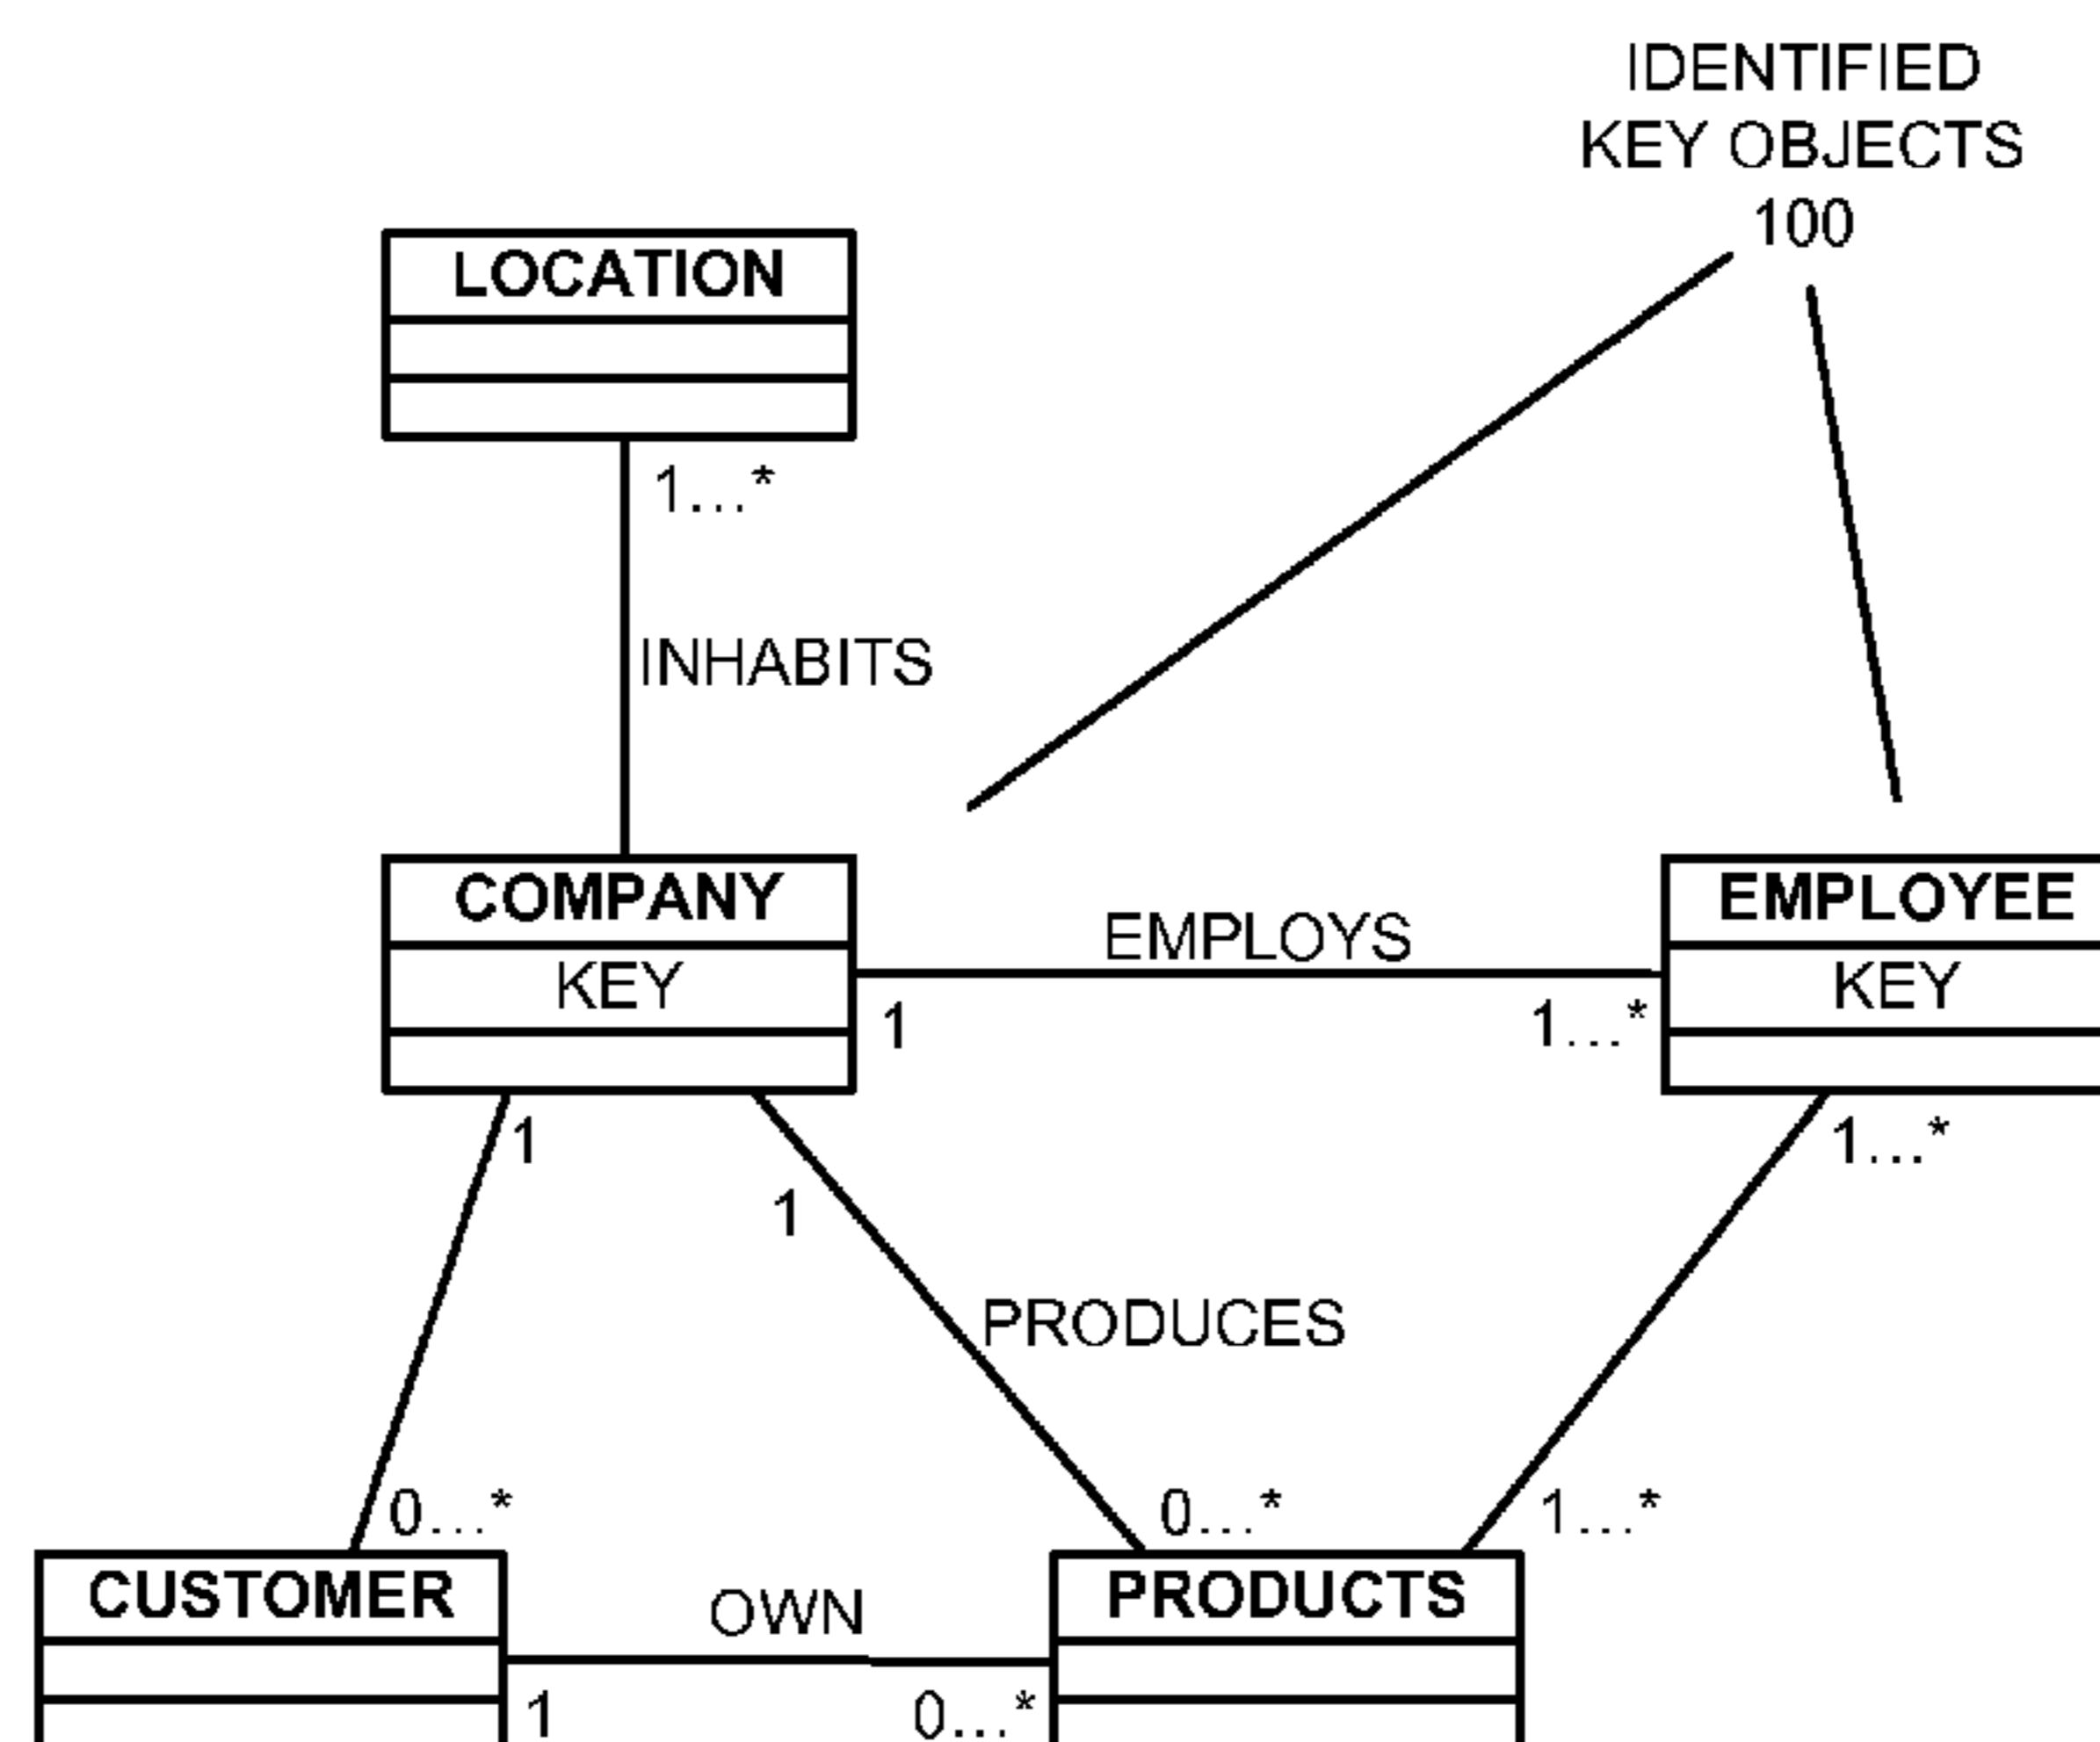 IDENTIFIED
KEY OBJECTS
100
LOCATION
1...*
INHABITS
COMPANY
KEY
EMPLOYS
1
1...*
EMPLOYEE
KEY
1
1
1...*
PRODUCES
0...*
0...*
1...*
CUSTOMER
OWN
PRODUCTS
1
0...*